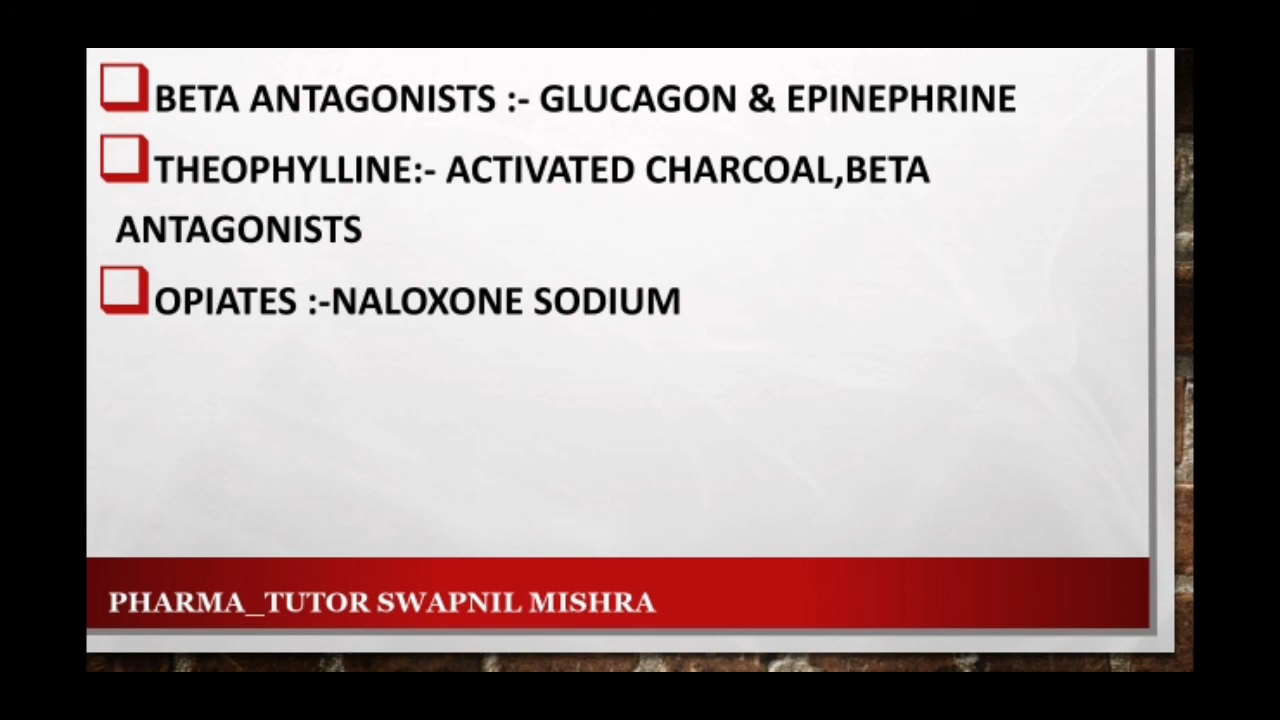 BETA ANTAGONISTS :- GLUCAGON & EPINEPHRINE
THEOPHYLLINE:- ACTIVATED CHARCOAL,BETA
ANTAGONISTS
OPIATES :-NALOXONE SODIUM
PHARMA_TUTOR SWAPNIL MISHRA